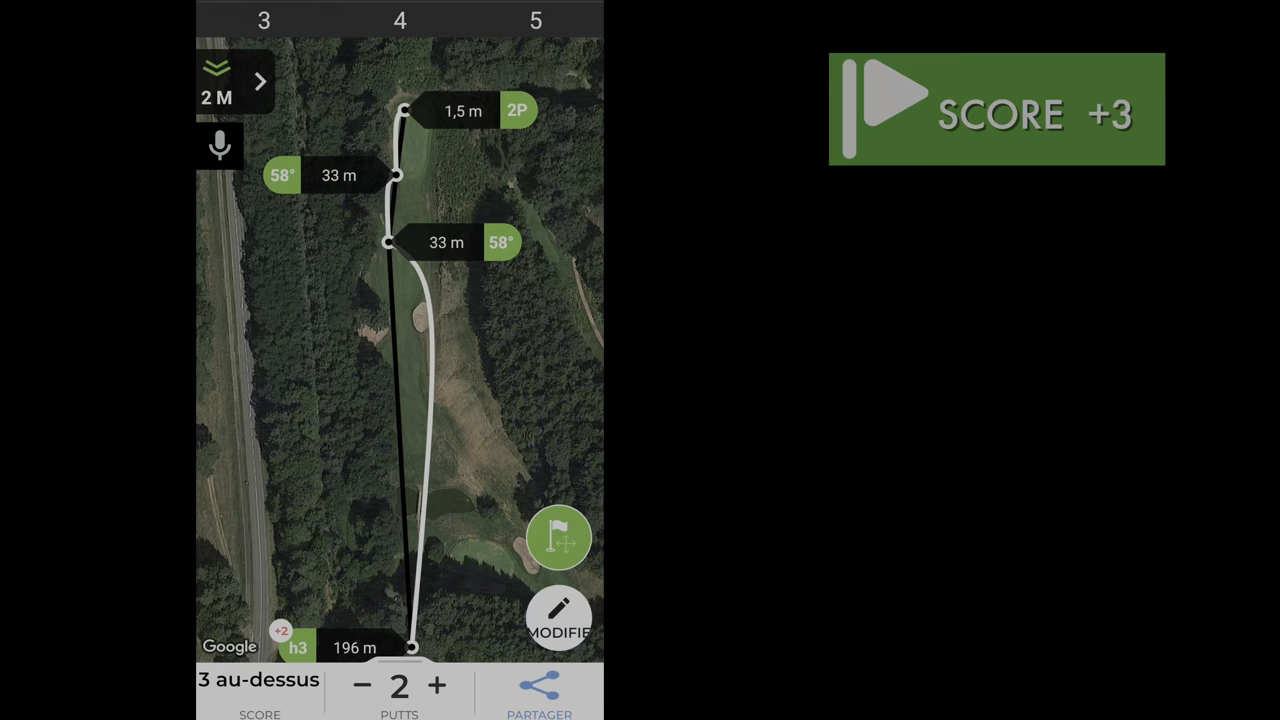 3 4 5
2 M
1,5 m 2P
58° 33 m
33 m 58°
+2
h3 196 m
Google
MODIFIE
3 au-dessus
SCORE
2
PUTTS
PARTAGER
SCORE +3